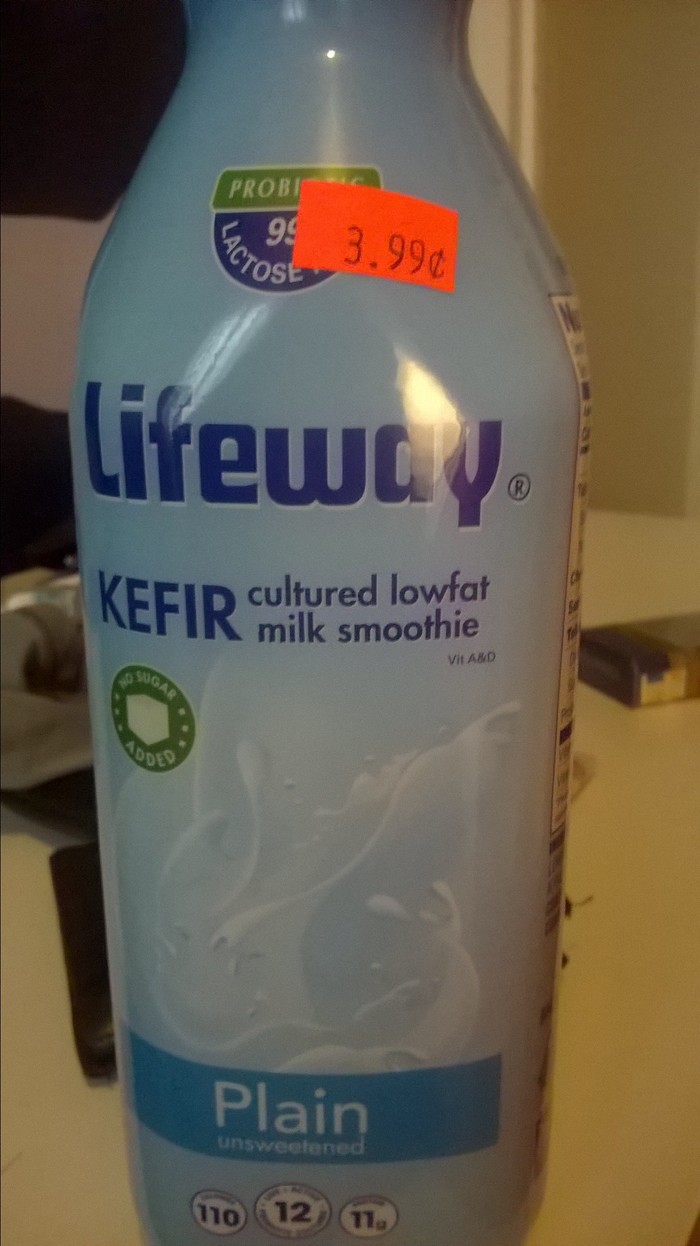 PROBIOTIC
99
LACTOSE
3.99¢
Lifeway®
KEFIR cultured lowfat
milk smoothie
Vit A&D
NO SUGAR
ADDED
Plain
unsweetened
110
12
11g